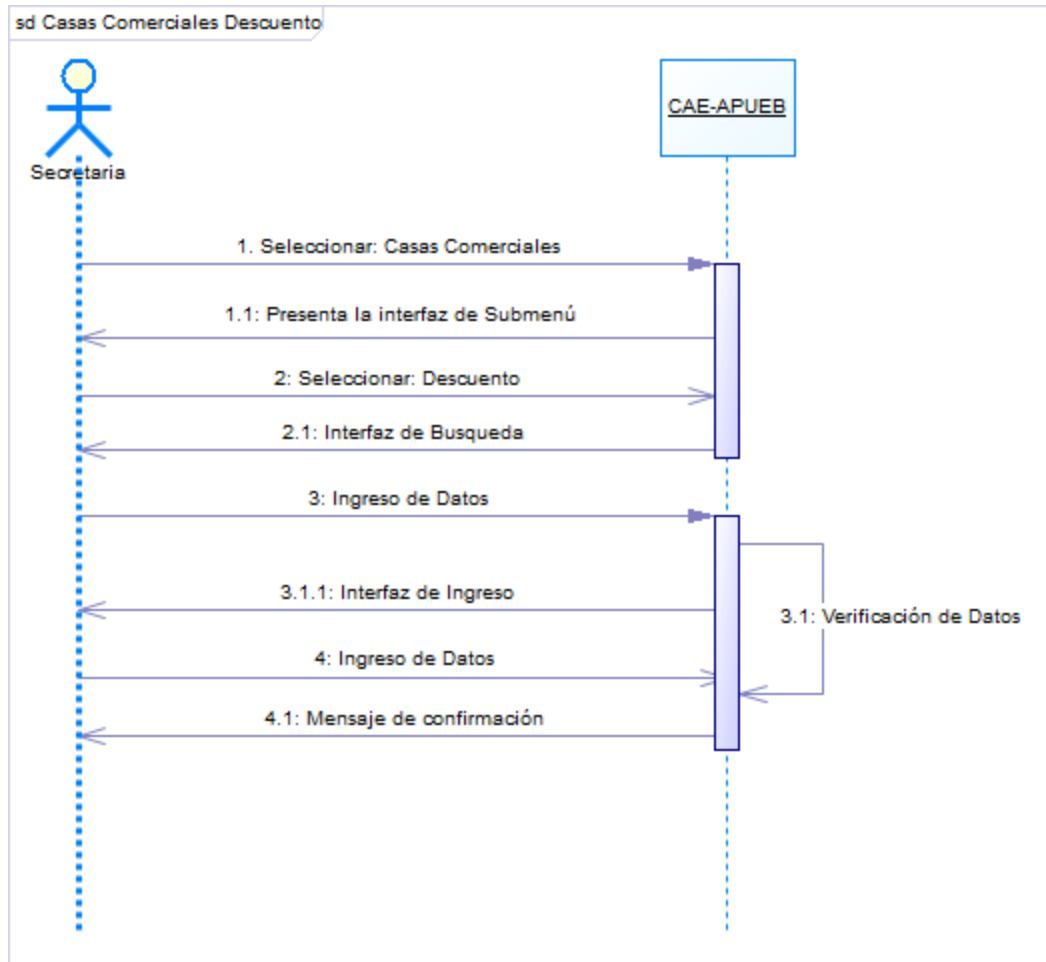 sd Casas Comerciales Descuento
CAE-APUEB
Secretaria
1. Seleccionar: Casas Comerciales
1.1: Presenta la interfaz de Submenú
2: Seleccionar: Descuento
2.1: Interfaz de Busqueda
3: Ingreso de Datos
3.1.1: Interfaz de Ingreso
3.1: Verificación de Datos
4: Ingreso de Datos
4.1: Mensaje de confirmación